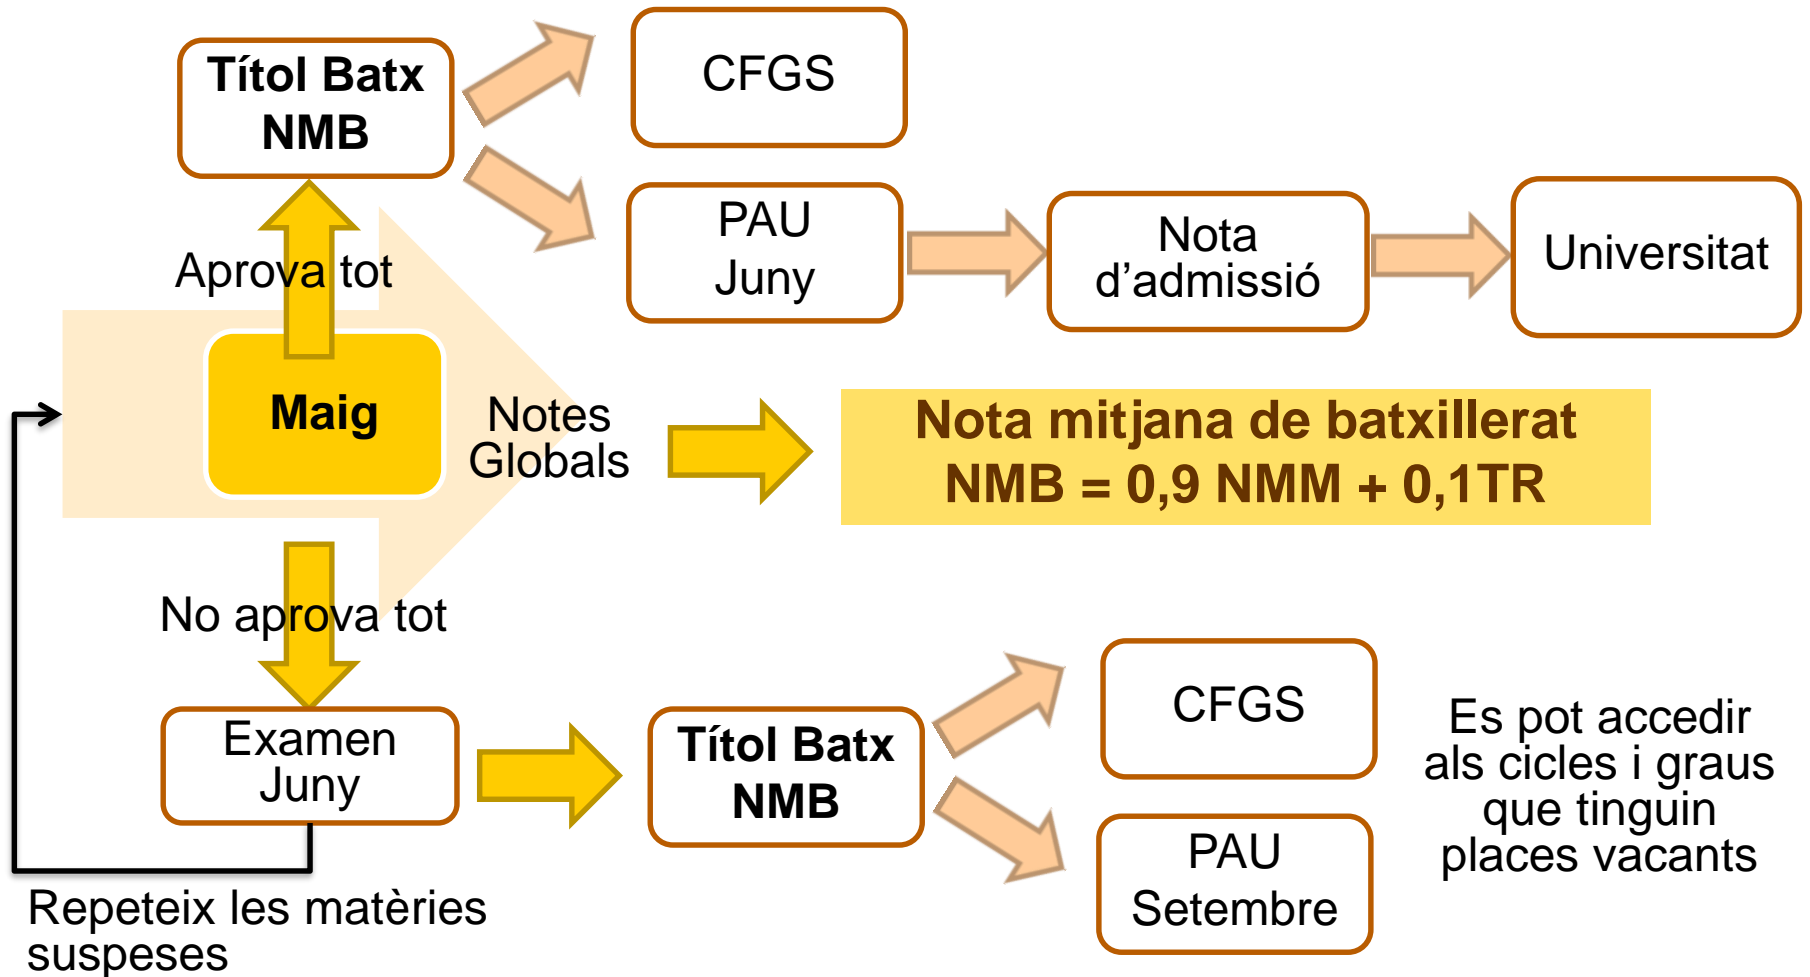 Títol Batx
NMB
CFGS
PAU
Juny
Nota
d’admissió
Universitat
Aprova tot
Maig
Notes
Globals
Nota mitjana de batxillerat
NMB = 0,9 NMM + 0,1TR
No aprova tot
Examen
Juny
Títol Batx
NMB
CFGS
PAU
Setembre
Es pot accedir
als cicles i graus
que tinguin
places vacants
Repeteix les matèries
suspeses